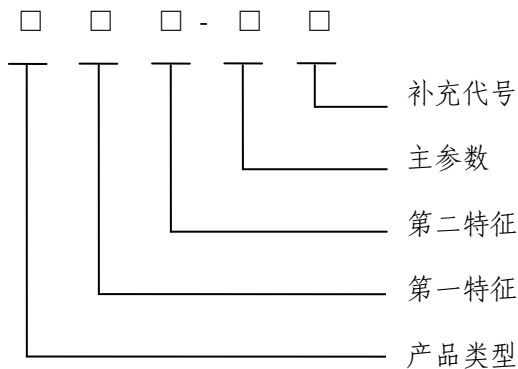 □ □ □ - □ □
补充代号
主参数
第二特征
第一特征
产品类型